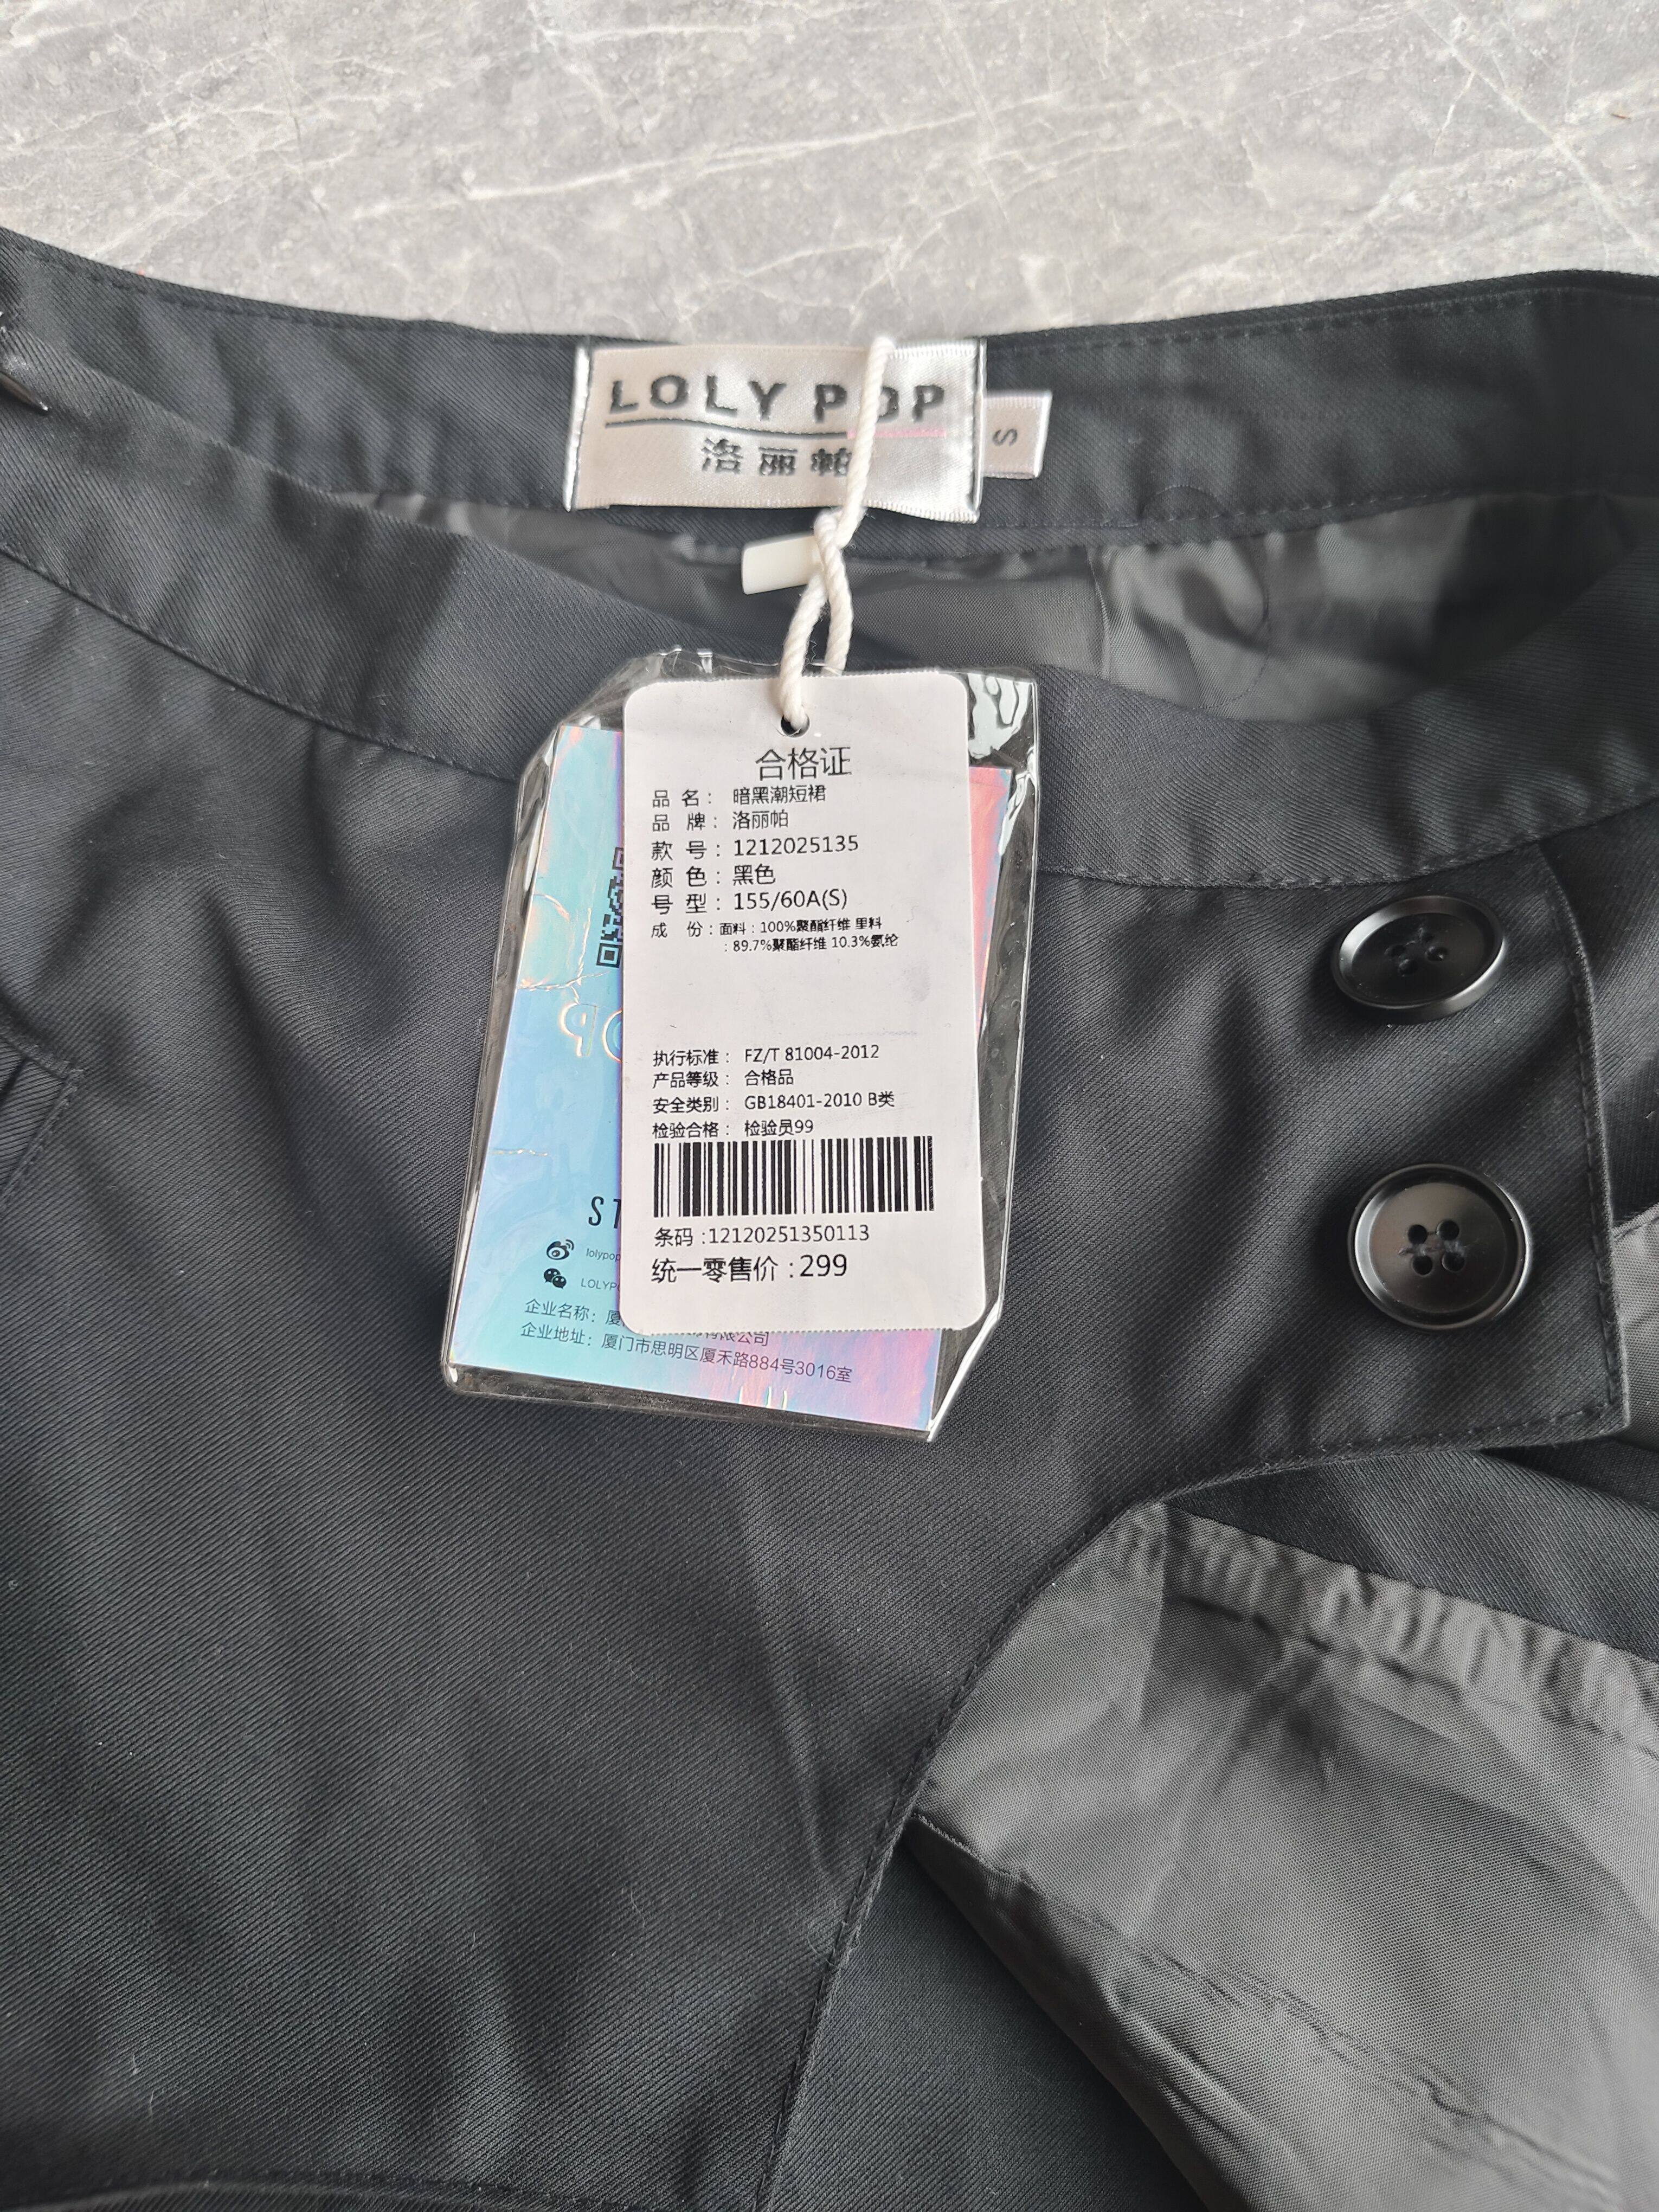 LOLY POP
洛丽帕
S
合格证
品 名： 暗黑潮短裙
品 牌： 洛丽帕
款 号：1212025135
颜 色：黑色
号 型：155/60A(S)
成 份：面料：100%聚酯纤维 里料
：89.7%聚酯纤维 10.3%氨纶
执行标准： FZ/T 81004-2012
产品等级： 合格品
安全类别： GB18401-2010 B类
检验合格： 检验员99
条码 :12120251350113
统一零售价 :299
企业名称：厦 有限公司
企业地址：厦门市思明区厦禾路884号3016室